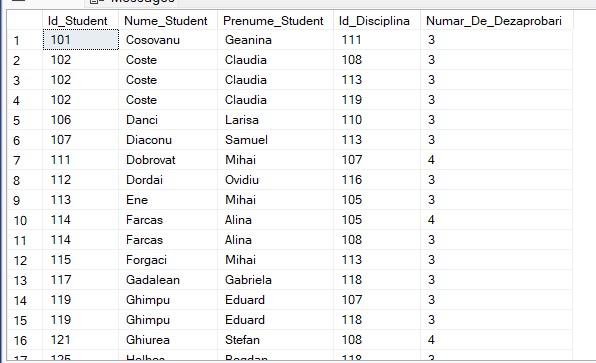 Messages
Id_Student Nume_Student Prenume_Student Id_Disciplina Numar_De_Dezaprobari
1 101 Cosovanu Geanina 111 3
2 102 Coste Claudia 108 3
3 102 Coste Claudia 113 3
4 102 Coste Claudia 119 3
5 106 Danci Larisa 110 3
6 107 Diaconu Samuel 113 3
7 111 Dobrovat Mihai 107 4
8 112 Dordai Ovidiu 116 3
9 113 Ene Mihai 105 3
10 114 Farcas Alina 105 4
11 114 Farcas Alina 108 3
12 115 Forgaci Mihai 113 3
13 117 Gadalean Gabriela 118 3
14 119 Ghimpu Eduard 107 3
15 119 Ghimpu Eduard 118 3
16 121 Ghiurea Stefan 108 4
17 125 Bogdan 118 3